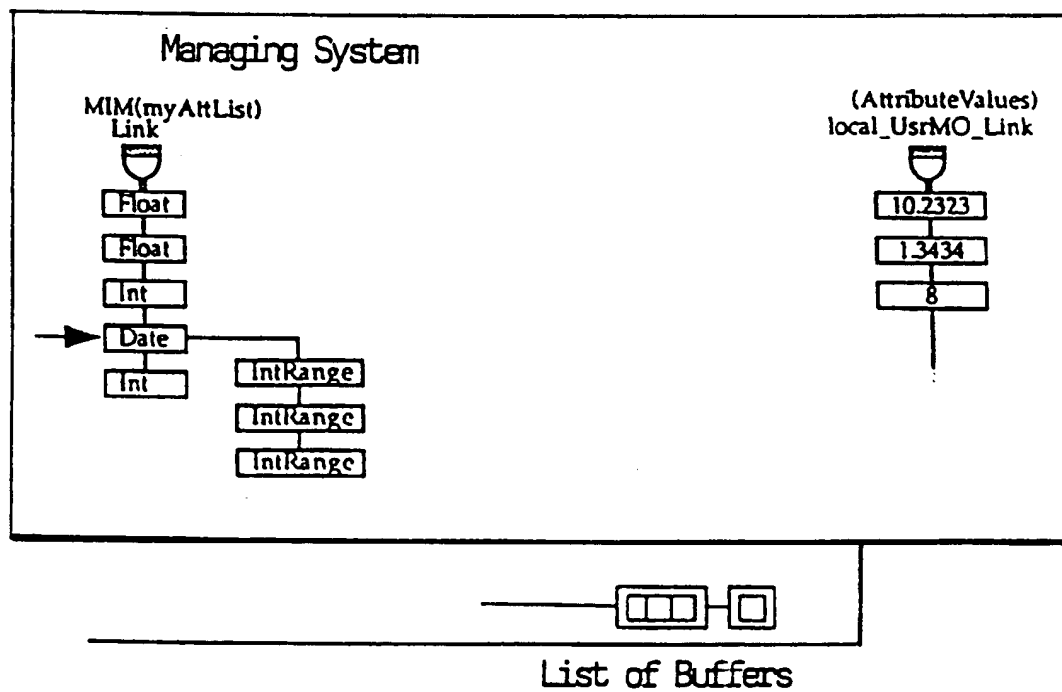 Managing System
MIM(myAttList)
Link
Float
Float
Int
Date
Int
IntRange
IntRange
IntRange
(AttributeValues)
local_UsrMO_Link
10.2323
1.3434
8
List of Buffers